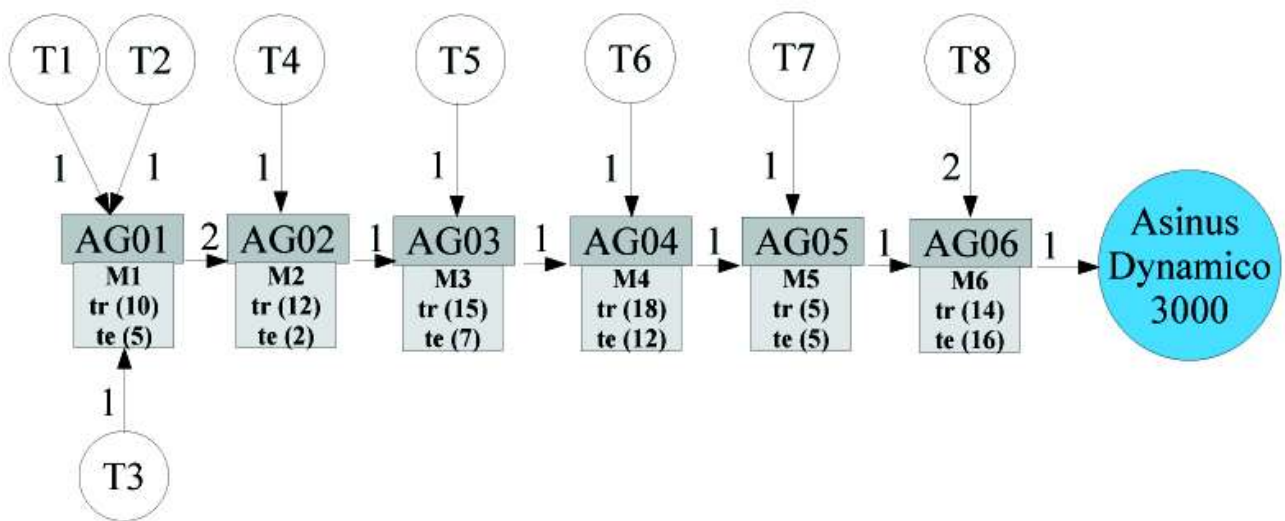 T1
T2
T4
T5
T6
T7
T8
1
1
1
1
1
1
2
AG01
2
AG02
1
AG03
1
AG04
1
AG05
1
AG06
1
Asinus
Dynamico
3000
M1
tr (10)
te (5)
M2
tr (12)
te (2)
M3
tr (15)
te (7)
M4
tr (18)
te (12)
M5
tr (5)
te (5)
M6
tr (14)
te (16)
1
T3